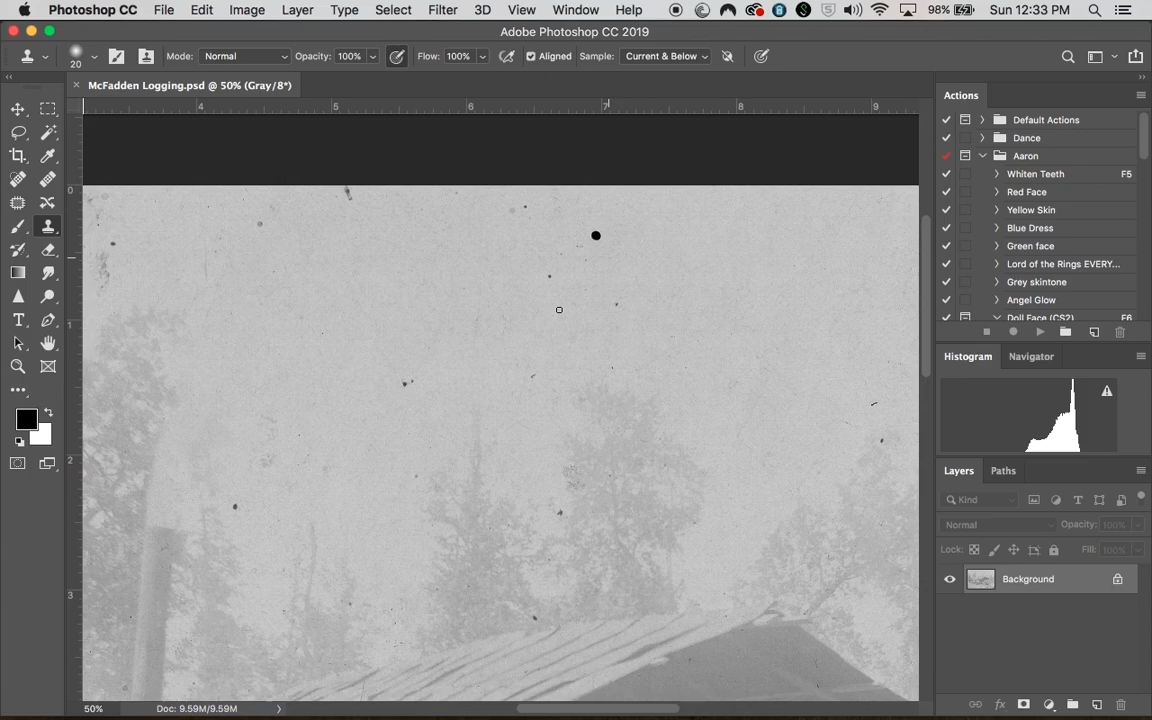 Photoshop CC File Edit Image Layer Type Select Filter 3D View Window Help 98% Sun 12:33 PM
Adobe Photoshop CC 2019
20 Mode: Normal Opacity: 100% Flow: 100% Aligned Sample: Current & Below
McFadden Logging.psd @ 50% (Gray/8*)
4 5 6 7 8 9
0
1
2
3
Actions
Default Actions
Dance
Aaron
Whiten Teeth F5
Red Face
Yellow Skin
Blue Dress
Green face
Lord of the Rings EVERY...
Grey skintone
Angel Glow
Doll Face (CS2) F6
Histogram Navigator
Layers Paths
Kind
Normal Opacity: 100%
Lock: Fill: 100%
Background
fx
50% Doc: 9.59M/9.59M